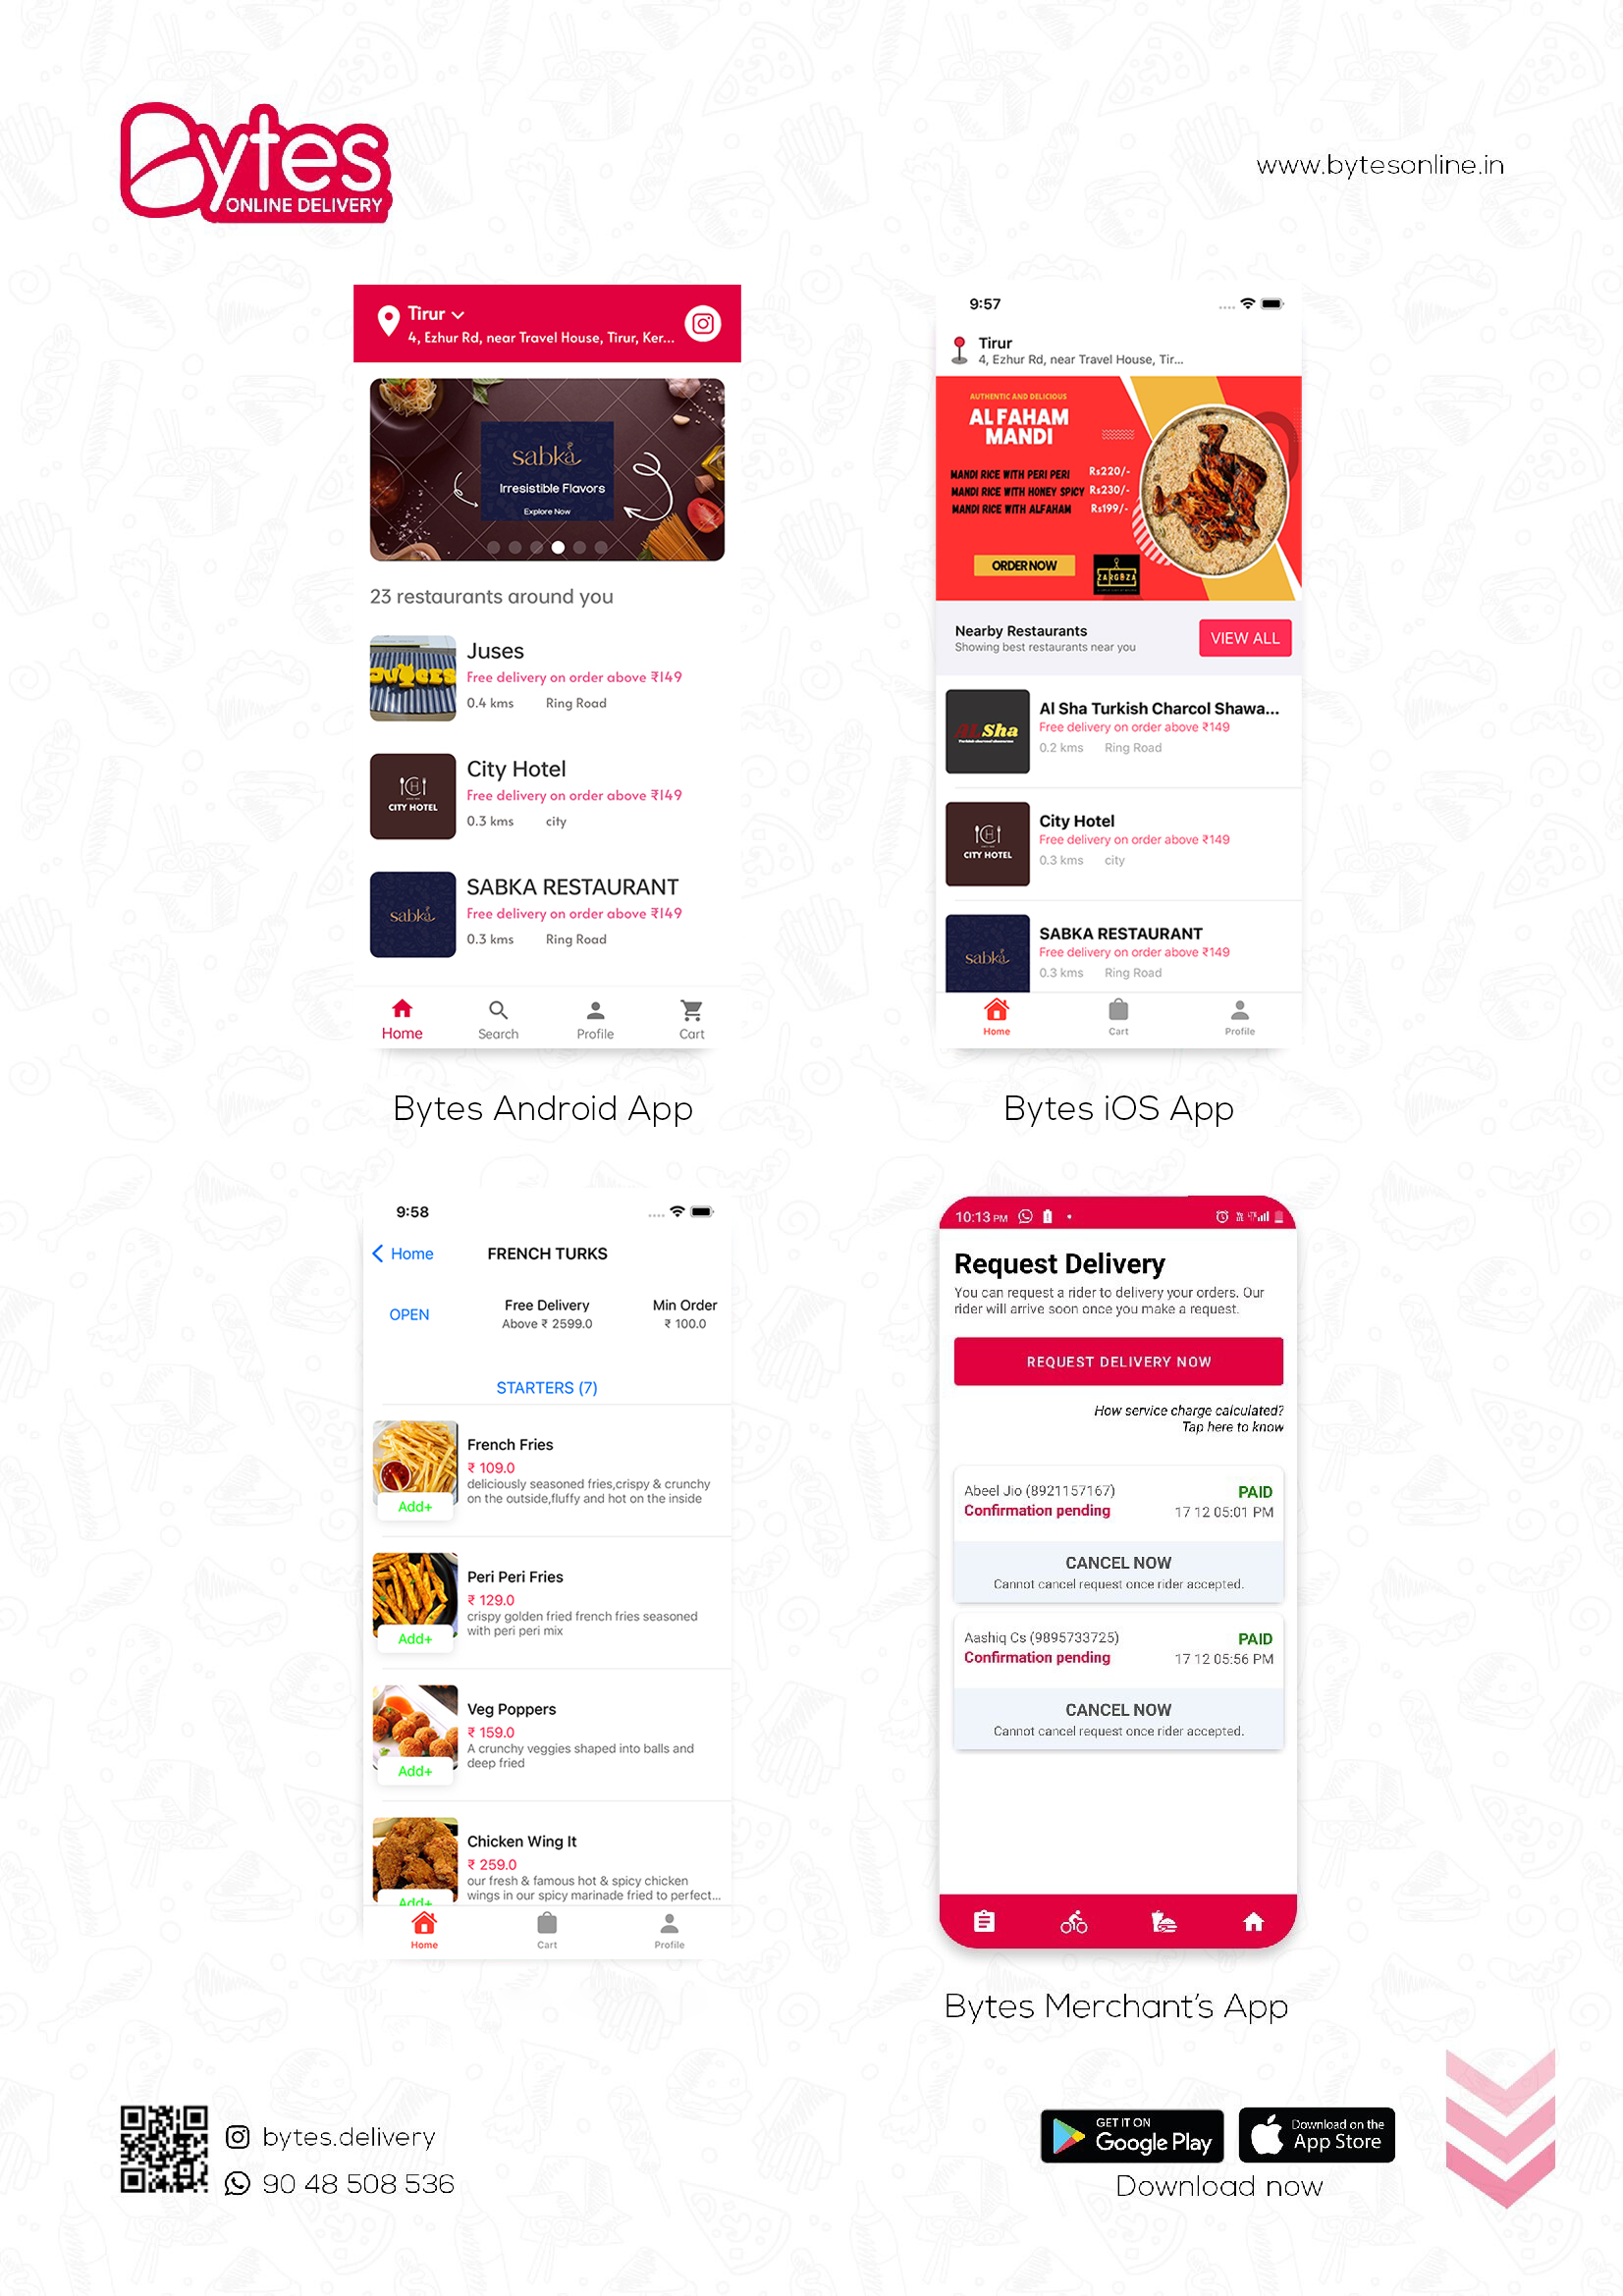 Bytes
ONLINE DELIVERY
www.bytesonline.in
Tirur
4, Ezhur Rd, near Travel House, Tirur, Ker...
sabka
Irresistible Flavors
Explore Now
23 restaurants around you
Juses
Free delivery on order above ₹149
0.4 kms Ring Road
CITY HOTEL
City Hotel
Free delivery on order above ₹149
0.3 kms city
sabka
SABKA RESTAURANT
Free delivery on order above ₹149
0.3 kms Ring Road
Home Search Profile Cart
Bytes Android App
9:57
Tirur
4, Ezhur Rd, near Travel House, Tir...
AUTHENTIC AND DELICIOUS
AL FAHAM
MANDI
MANDI RICE WITH PERI PERI Rs220/-
MANDI RICE WITH HONEY SPICY Rs230/-
MANDI RICE WITH ALFAHAM Rs199/-
ORDER NOW
ZARGOZA
Nearby Restaurants
Showing best restaurants near you
VIEW ALL
AL Sha
Al Sha Turkish Charcol Shawa...
Free delivery on order above ₹149
0.2 kms Ring Road
CITY HOTEL
City Hotel
Free delivery on order above ₹149
0.3 kms city
sabka
SABKA RESTAURANT
Free delivery on order above ₹149
0.3 kms Ring Road
Home Cart Profile
Bytes iOS App
9:58
Home FRENCH TURKS
OPEN
Free Delivery
Above ₹ 2599.0
Min Order
₹ 100.0
STARTERS (7)
French Fries
₹ 109.0
deliciously seasoned fries,crispy & crunchy
on the outside,fluffy and hot on the inside
Add+
Peri Peri Fries
₹ 129.0
crispy golden fried french fries seasoned
with peri peri mix
Add+
Veg Poppers
₹ 159.0
A crunchy veggies shaped into balls and
deep fried
Add+
Chicken Wing It
₹ 259.0
our fresh & famous hot & spicy chicken
wings in our spicy marinade fried to perfect...
Add+
Home Cart Profile
10:13 PM
Request Delivery
You can request a rider to delivery your orders. Our
rider will arrive soon once you make a request.
REQUEST DELIVERY NOW
How service charge calculated?
Tap here to know
Abeel Jio (8921157167) PAID
Confirmation pending 17 12 05:01 PM
CANCEL NOW
Cannot cancel request once rider accepted.
Aashiq Cs (9895733725) PAID
Confirmation pending 17 12 05:56 PM
CANCEL NOW
Cannot cancel request once rider accepted.
Bytes Merchant's App
bytes.delivery
90 48 508 536
GET IT ON
Google Play
Download on the
App Store
Download now